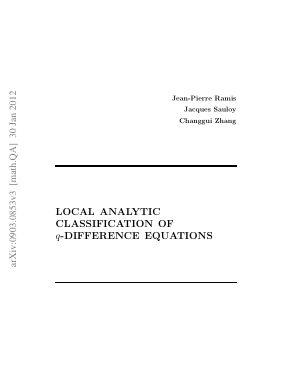 arXiv:0903.0853v3 [math.QA] 30 Jan 2012
Jean-Pierre Ramis
Jacques Sauloy
Changgui Zhang
LOCAL ANALYTIC
CLASSIFICATION OF
q-DIFFERENCE EQUATIONS